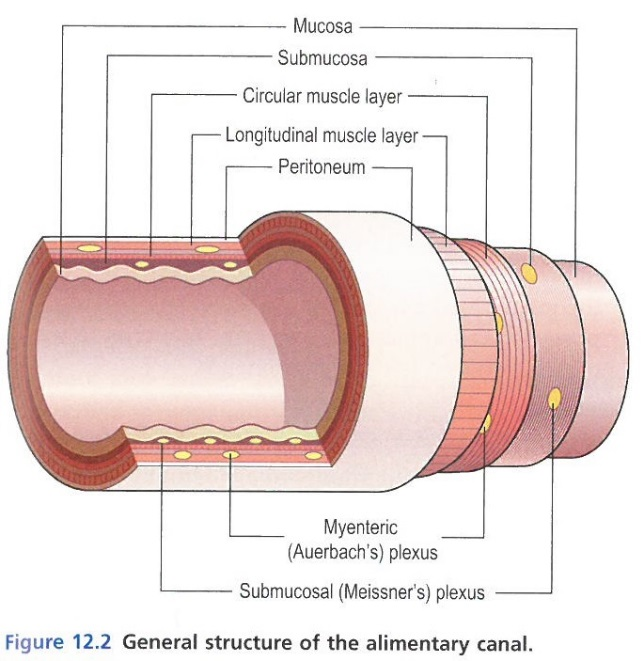 Mucosa
Submucosa
Circular muscle layer
Longitudinal muscle layer
Peritoneum
Myenteric
(Auerbach's) plexus
Submucosal (Meissner's) plexus
Figure 12.2 General structure of the alimentary canal.